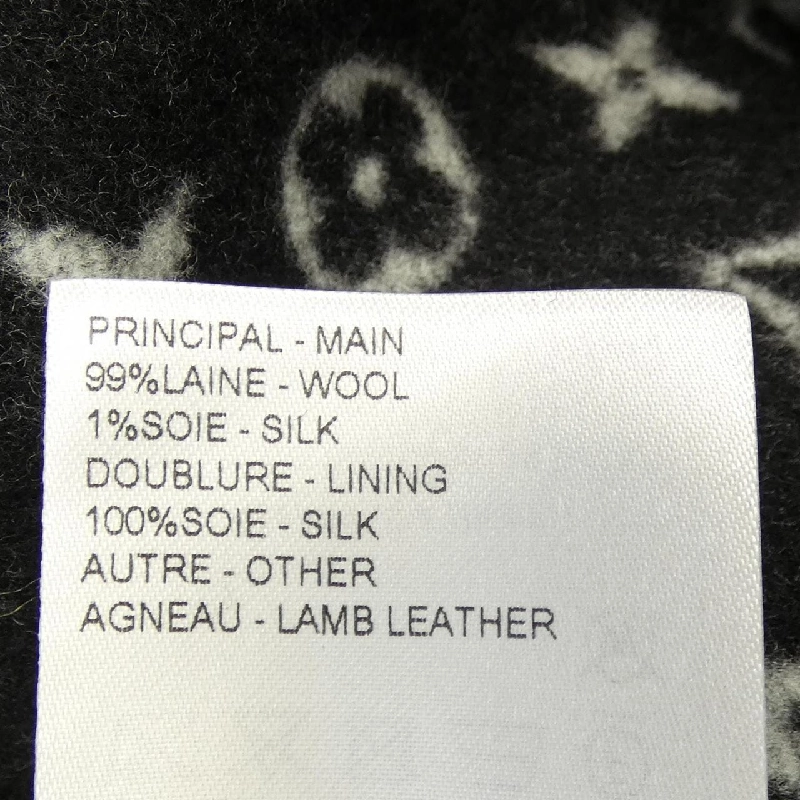 PRINCIPAL - MAIN
99%LAINE - WOOL
1%SOIE - SILK
DOUBLURE - LINING
100%SOIE - SILK
AUTRE - OTHER
AGNEAU - LAMB LEATHER